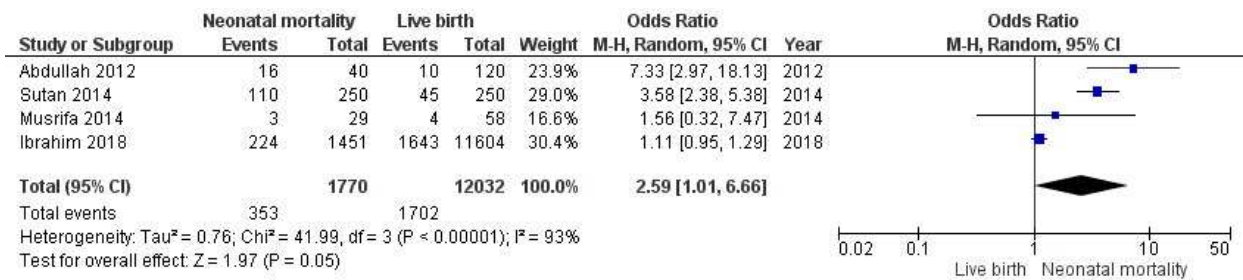 Neonatal mortality Live birth Odds Ratio Odds Ratio
Study or Subgroup Events Total Events Total Weight M-H, Random, 95% CI Year M-H, Random, 95% CI
Abdullah 2012 16 40 10 120 23.9% 7.33 [2.97, 18.13] 2012
Sutan 2014 110 250 45 250 29.0% 3.58 [2.38, 5.38] 2014
Musrifa 2014 3 29 4 58 16.6% 1.56 [0.32, 7.47] 2014
Ibrahim 2018 224 1451 1643 11604 30.4% 1.11 [0.95, 1.29] 2018
Total (95% CI) 1770 12032 100.0% 2.59 [1.01, 6.66]
Total events 353 1702
Heterogeneity: Tau² = 0.76; Chi² = 41.99, df = 3 (P < 0.00001); I² = 93%
Test for overall effect: Z = 1.97 (P = 0.05)
0.02 0.1 1 10 50
Live birth Neonatal mortality